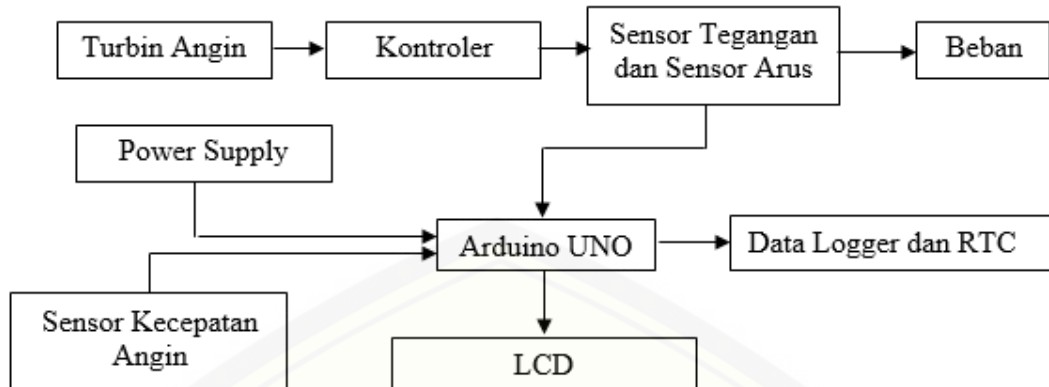 Turbin Angin
Kontroler
Sensor Tegangan
dan Sensor Arus
Beban
Power Supply
Arduino UNO
Data Logger dan RTC
Sensor Kecepatan
Angin
LCD